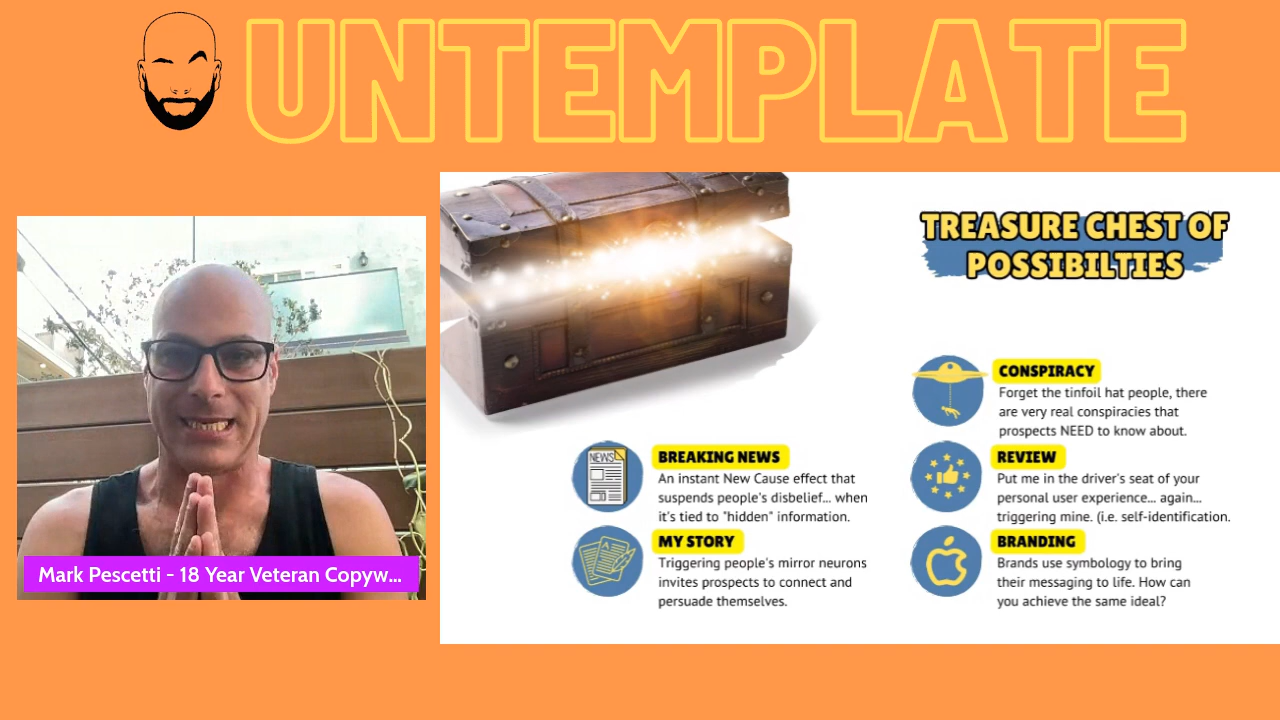 UNTEMPLATE
TREASURE CHEST OF
POSSIBILTIES
CONSPIRACY
Forget the tinfoil hat people, there
are very real conspiracies that
prospects NEED to know about.
NEWS
BREAKING NEWS
An instant New Cause effect that
suspends people's disbelief... when
it's tied to "hidden" information.
REVIEW
Put me in the driver's seat of your
personal user experience... again...
triggering mine. (i.e. self-identification.
MY STORY
Triggering people's mirror neurons
invites prospects to connect and
persuade themselves.
BRANDING
Brands use symbology to bring
their messaging to life. How can
you achieve the same ideal?
Mark Pescetti - 18 Year Veteran Copyw...